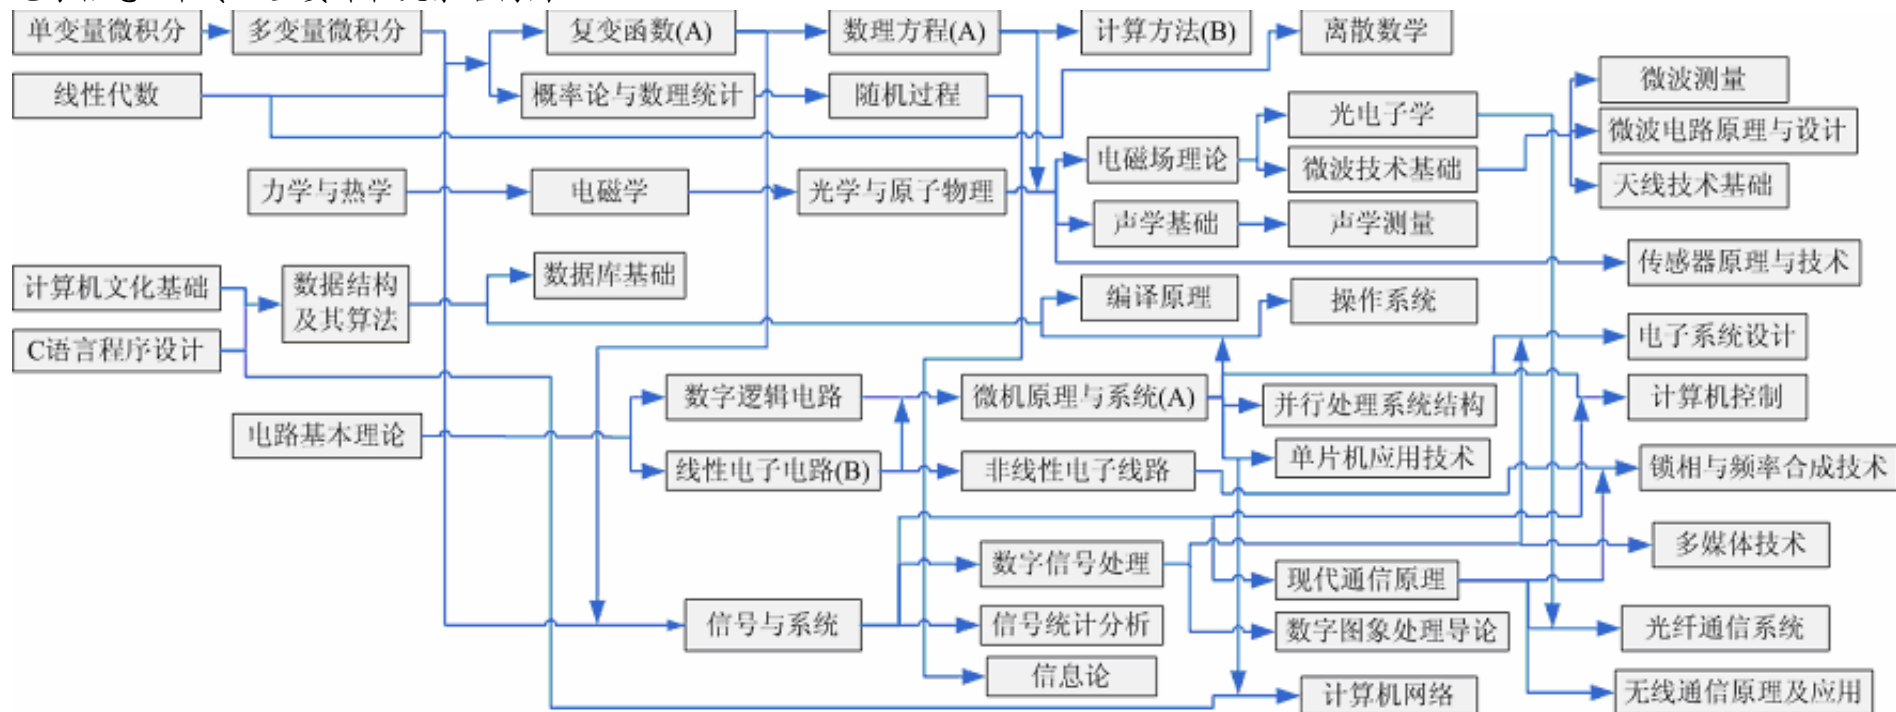 单变量微积分
多变量微积分
复变函数(A)
数理方程(A)
计算方法(B)
离散数学
线性代数
概率论与数理统计
随机过程
微波测量
光电子学
微波电路原理与设计
电磁场理论
微波技术基础
天线技术基础
力学与热学
电磁学
光学与原子物理
声学基础
声学测量
传感器原理与技术
计算机文化基础
数据结构
及其算法
数据库基础
编译原理
操作系统
C语言程序设计
电子系统设计
数字逻辑电路
微机原理与系统(A)
并行处理系统结构
计算机控制
电路基本理论
线性电子电路(B)
非线性电子线路
单片机应用技术
锁相与频率合成技术
数字信号处理
现代通信原理
多媒体技术
信号与系统
信号统计分析
数字图象处理导论
光纤通信系统
信息论
计算机网络
无线通信原理及应用